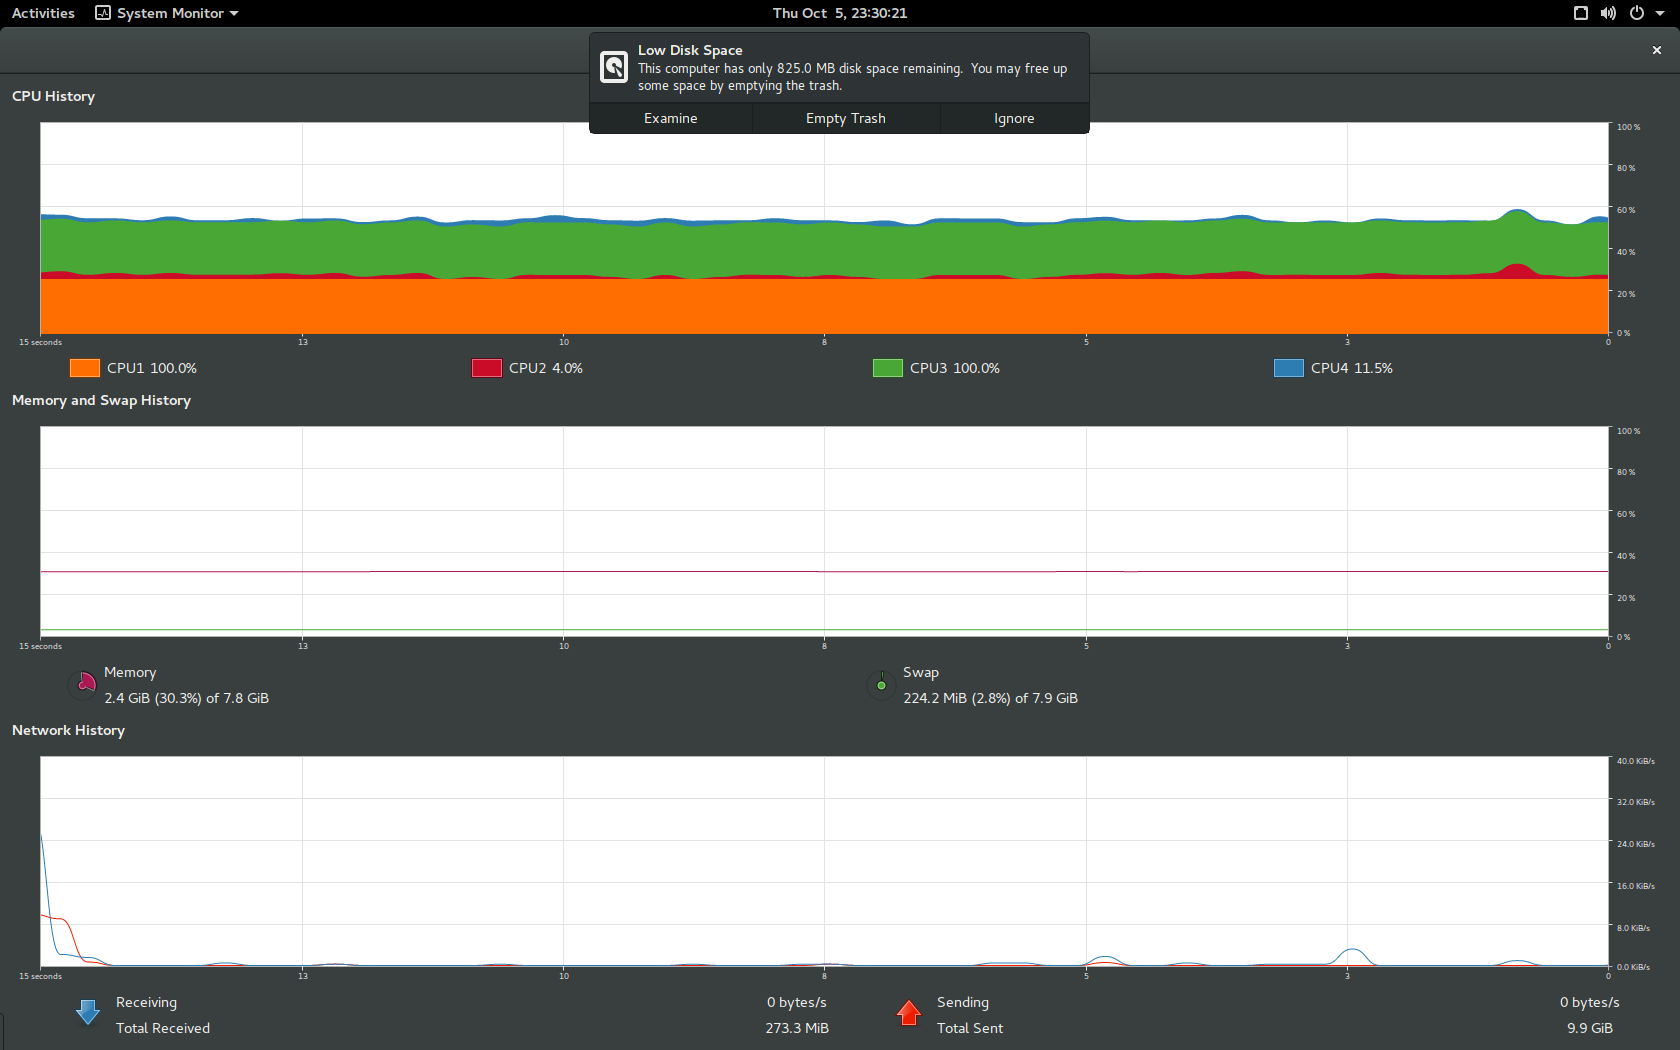 Activities System Monitor Thu Oct 5, 23:30:21
Low Disk Space
This computer has only 825.0 MB disk space remaining. You may free up
some space by emptying the trash.
Examine Empty Trash Ignore
CPU History
100 %
80 %
60 %
40 %
20 %
0 %
15 seconds 13 10 8 5 3 0
CPU1 100.0% CPU2 4.0% CPU3 100.0% CPU4 11.5%
Memory and Swap History
100 %
80 %
60 %
40 %
20 %
0 %
15 seconds 13 10 8 5 3 0
Memory Swap
2.4 GiB (30.3%) of 7.8 GiB 224.2 MiB (2.8%) of 7.9 GiB
Network History
40.0 KiB/s
32.0 KiB/s
24.0 KiB/s
16.0 KiB/s
8.0 KiB/s
0.0 KiB/s
15 seconds 13 10 8 5 3 0
Receiving 0 bytes/s Sending 0 bytes/s
Total Received 273.3 MiB Total Sent 9.9 GiB